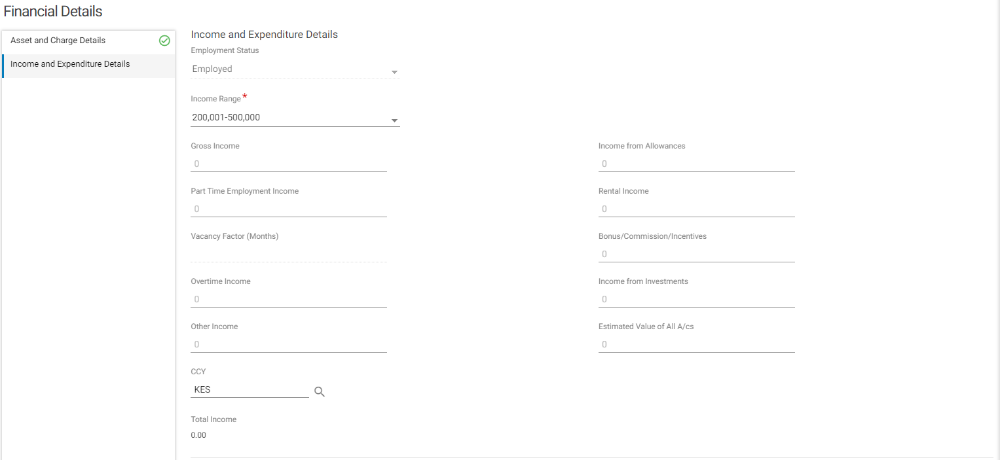 Financial Details
Asset and Charge Details
Income and Expenditure Details
Income and Expenditure Details
Employment Status
Employed
Income Range*
200,001-500,000
Gross Income
0
Income from Allowances
0
Part Time Employment Income
0
Rental Income
0
Vacancy Factor (Months)
Bonus/Commission/Incentives
0
Overtime Income
0
Income from Investments
0
Other Income
0
Estimated Value of All A/cs
0
CCY
KES
Total Income
0.00